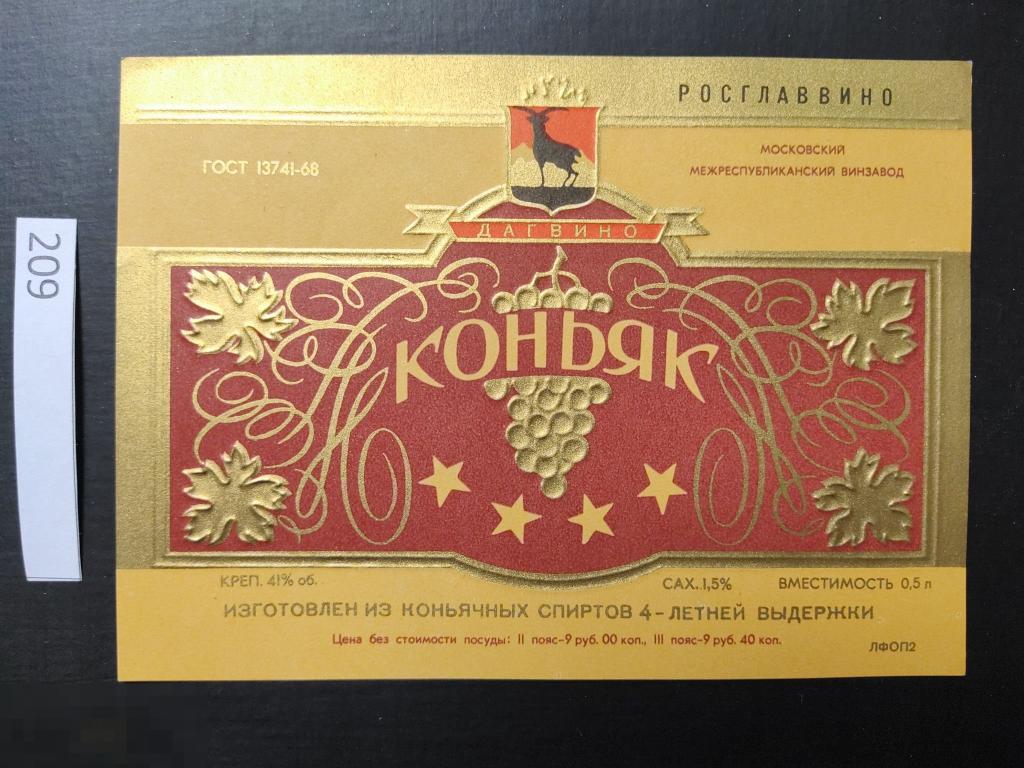 209
РОСГЛАВВИНО
ГОСТ 13741-68
МОСКОВСКИЙ
МЕЖРЕСПУБЛИКАНСКИЙ ВИНЗАВОД
ДАГВИНО
КОНЬЯК
КРЕП. 41% об.
САХ. 1,5%
ВМЕСТИМОСТЬ 0,5 л
ИЗГОТОВЛЕН ИЗ КОНЬЯЧНЫХ СПИРТОВ 4-ЛЕТНЕЙ ВЫДЕРЖКИ
Цена без стоимости посуды: II пояс-9 руб. 00 коп., III пояс-9 руб. 40 коп.
ЛФОП2